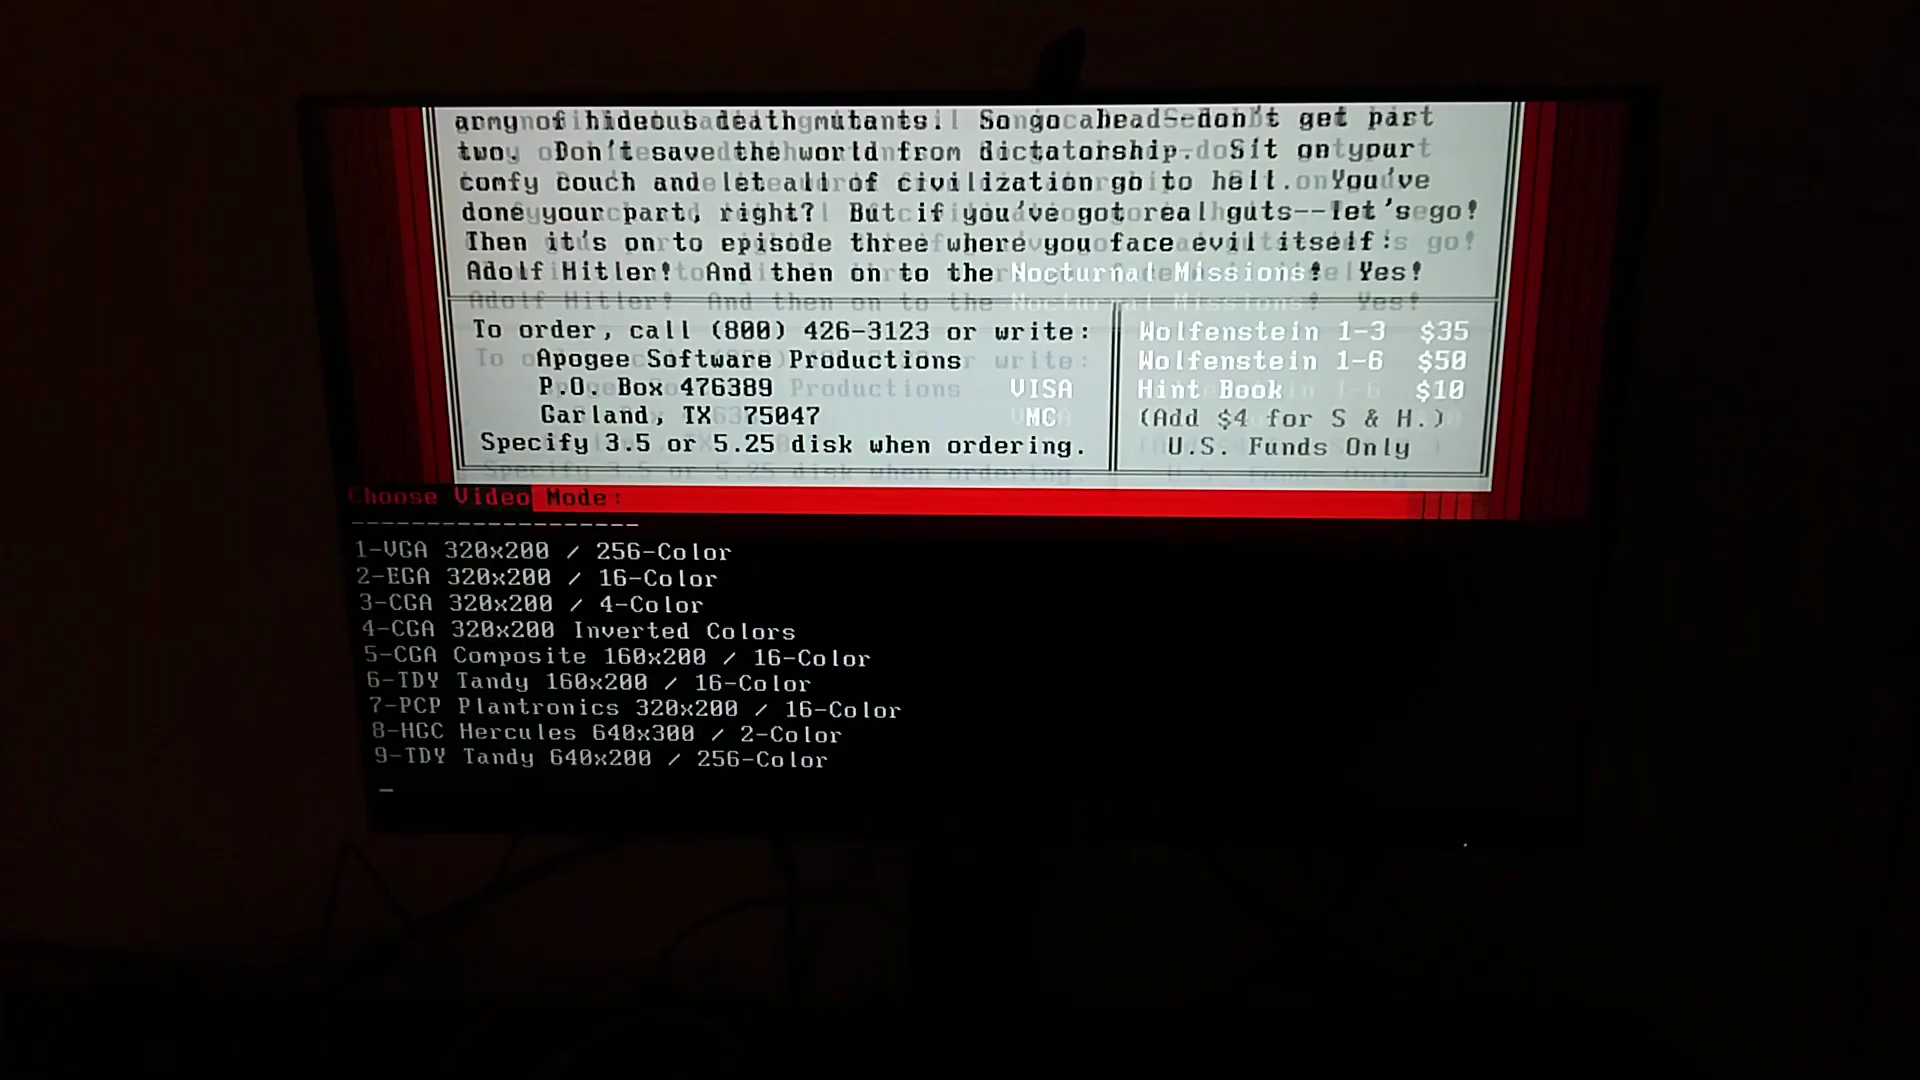 army of hideous death mutants! So go ahead--don't get part
two. Don't save the world from dictatorship. Sit on your
comfy couch and let all of civilization go to hell. You've
done your part, right? But if you've got real guts--let's go!
Then it's on to episode three where you face evil itself:
Adolf Hitler! And then on to the Nocturnal Missions! Yes!
To order, call (800) 426-3123 or write:
Apogee Software Productions
P.O. Box 476389 VISA
Garland, TX 75047 MC
Specify 3.5 or 5.25 disk when ordering.
Wolfenstein 1-3 $35
Wolfenstein 1-6 $50
Hint Book $10
(Add $4 for S & H.)
U.S. Funds Only
Choose Video Mode:
-------------------
1-VGA 320x200 / 256-Color
2-EGA 320x200 / 16-Color
3-CGA 320x200 / 4-Color
4-CGA 320x200 Inverted Colors
5-CGA Composite 160x200 / 16-Color
6-TDY Tandy 160x200 / 16-Color
7-PCP Plantronics 320x200 / 16-Color
8-HGC Hercules 640x300 / 2-Color
9-TDY Tandy 640x200 / 256-Color
_